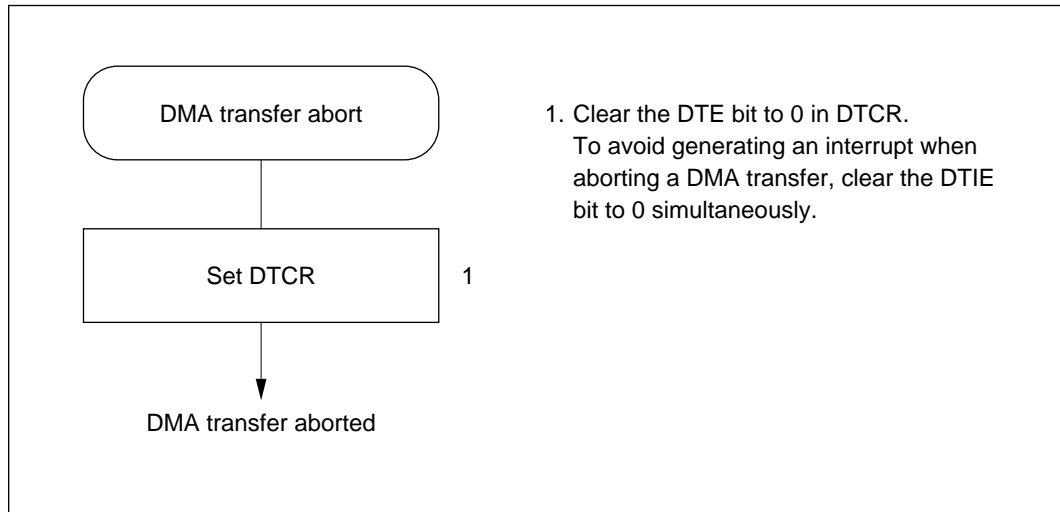 DMA transfer abort
Set DTCR
1
DMA transfer aborted
1. Clear the DTE bit to 0 in DTCR.
To avoid generating an interrupt when
aborting a DMA transfer, clear the DTIE
bit to 0 simultaneously.